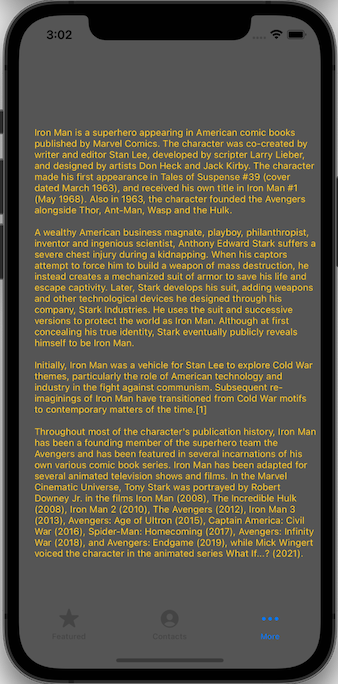 3:02
Iron Man is a superhero appearing in American comic books
published by Marvel Comics. The character was co-created by
writer and editor Stan Lee, developed by scripter Larry Lieber,
and designed by artists Don Heck and Jack Kirby. The character
made his first appearance in Tales of Suspense #39 (cover
dated March 1963), and received his own title in Iron Man #1
(May 1968). Also in 1963, the character founded the Avengers
alongside Thor, Ant-Man, Wasp and the Hulk.
A wealthy American business magnate, playboy, philanthropist,
inventor and ingenious scientist, Anthony Edward Stark suffers a
severe chest injury during a kidnapping. When his captors
attempt to force him to build a weapon of mass destruction, he
instead creates a mechanized suit of armor to save his life and
escape captivity. Later, Stark develops his suit, adding weapons
and other technological devices he designed through his
company, Stark Industries. He uses the suit and successive
versions to protect the world as Iron Man. Although at first
concealing his true identity, Stark eventually publicly reveals
himself to be Iron Man.
Initially, Iron Man was a vehicle for Stan Lee to explore Cold War
themes, particularly the role of American technology and
industry in the fight against communism. Subsequent re-
imaginings of Iron Man have transitioned from Cold War motifs
to contemporary matters of the time.[1]
Throughout most of the character's publication history, Iron Man
has been a founding member of the superhero team the
Avengers and has been featured in several incarnations of his
own various comic book series. Iron Man has been adapted for
several animated television shows and films. In the Marvel
Cinematic Universe, Tony Stark was portrayed by Robert
Downey Jr. in the films Iron Man (2008), The Incredible Hulk
(2008), Iron Man 2 (2010), The Avengers (2012), Iron Man 3
(2013), Avengers: Age of Ultron (2015), Captain America: Civil
War (2016), Spider-Man: Homecoming (2017), Avengers: Infinity
War (2018), and Avengers: Endgame (2019), while Mick Wingert
voiced the character in the animated series What If...? (2021).
Featured Contacts More